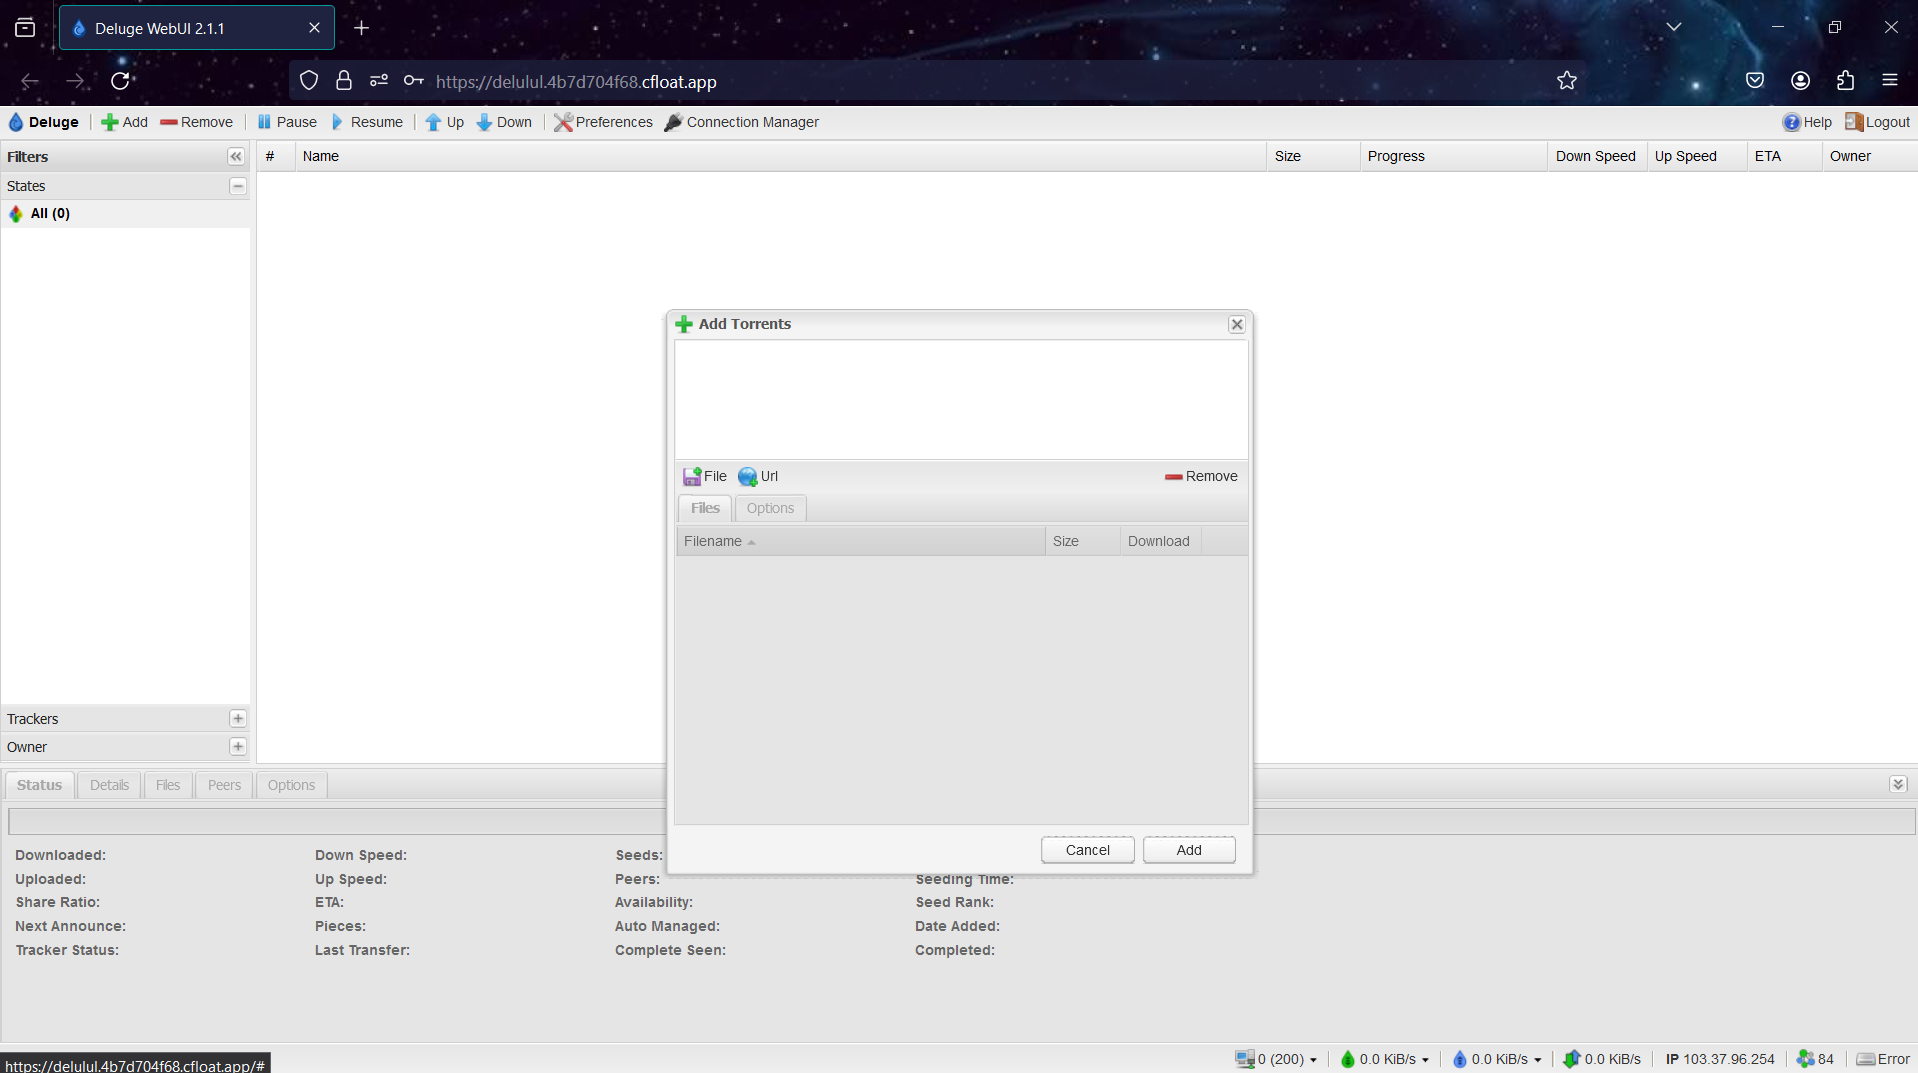 Deluge WebUI 2.1.1
https://delulul.4b7d704f68.cfloat.app
Deluge Add Remove Pause Resume Up Down Preferences Connection Manager Help Logout
Filters # Name Size Progress Down Speed Up Speed ETA Owner
States
All (0)
Add Torrents
File Url Remove
Files Options
Filename Size Download
Trackers
Owner
Status Details Files Peers Options
Cancel Add
Downloaded: Down Speed: Seeds:
Uploaded: Up Speed: Peers: Seeding Time:
Share Ratio: ETA: Availability: Seed Rank:
Next Announce: Pieces: Auto Managed: Date Added:
Tracker Status: Last Transfer: Complete Seen: Completed:
https://delulul.4b7d704f68.cfloat.app/# 0 (200) 0.0 KiB/s 0.0 KiB/s 0.0 KiB/s IP 103.37.96.254 84 Error